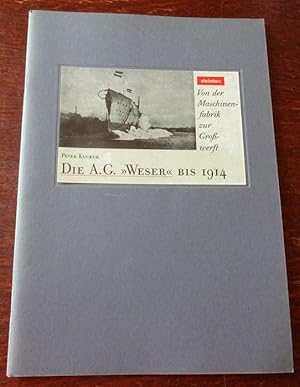 steintor
Von der
Maschinen-
fabrik
zur
Groß-
werft
Peter Kuckuk
Die A.G. »Weser« bis 1914